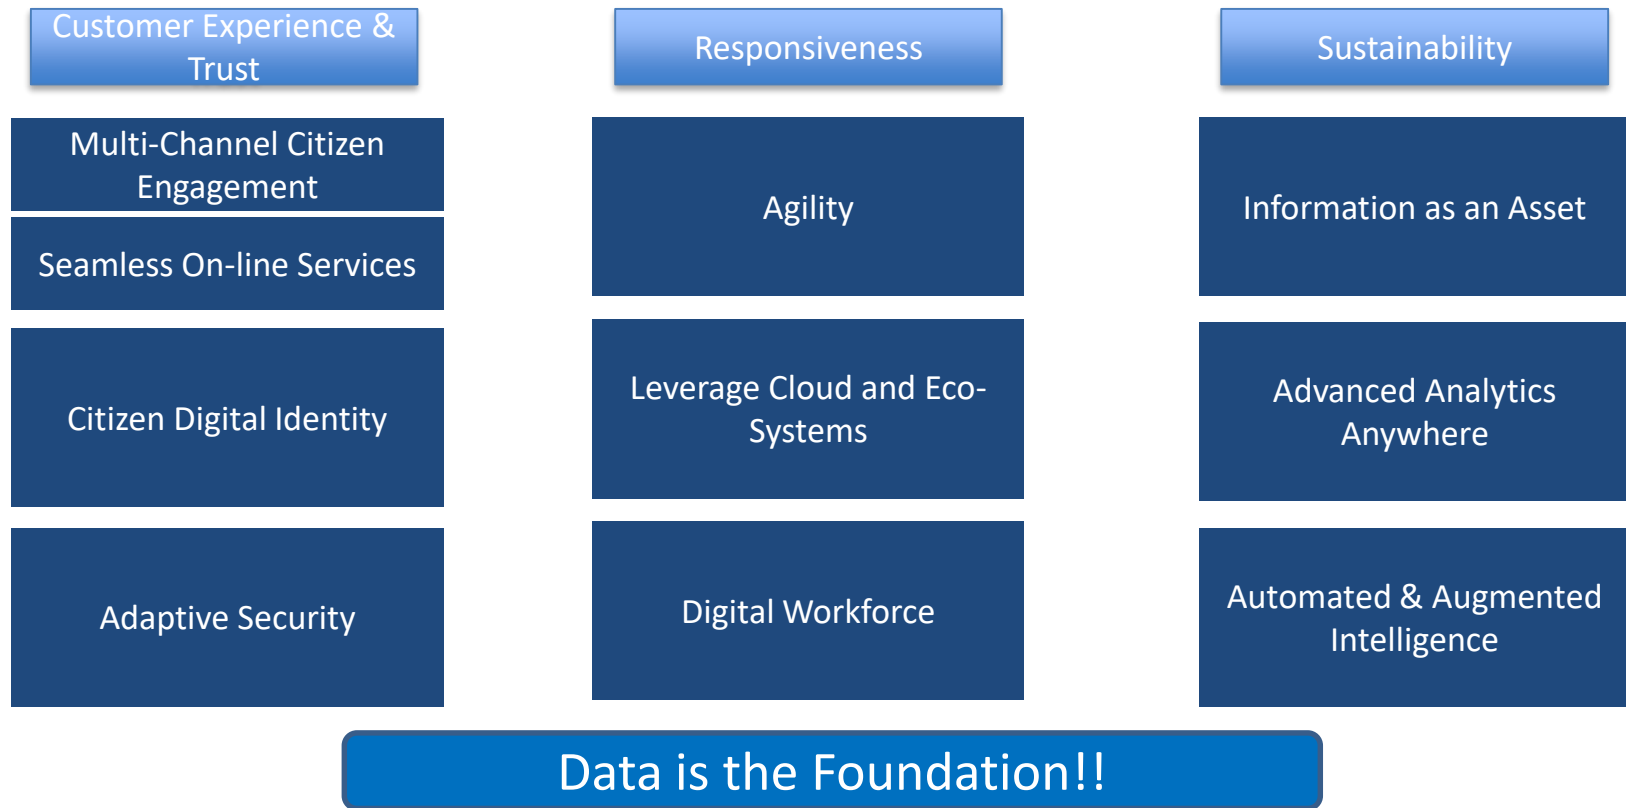 Customer Experience &
Trust
Multi-Channel Citizen
Engagement
Seamless On-line Services
Citizen Digital Identity
Adaptive Security
Responsiveness
Agility
Leverage Cloud and Eco-
Systems
Digital Workforce
Sustainability
Information as an Asset
Advanced Analytics
Anywhere
Automated & Augmented
Intelligence
Data is the Foundation!!